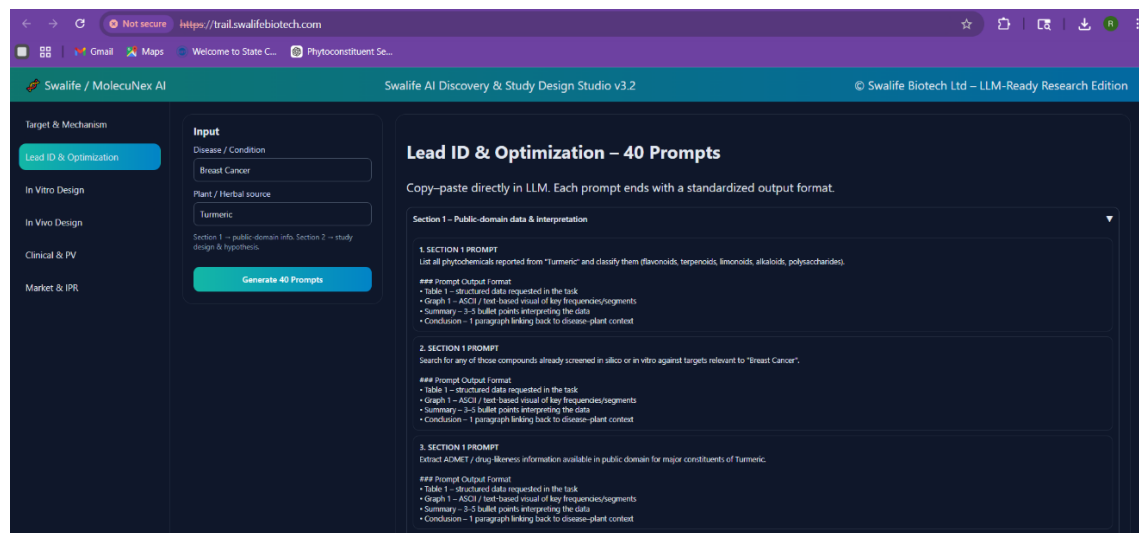 Not secure https://trail.swalifebiotech.com
R
Gmail Maps Welcome to State C... Phytoconstituent Se...
Swalife / MolecuNex AI Swalife AI Discovery & Study Design Studio v3.2 © Swalife Biotech Ltd – LLM-Ready Research Edition
Target & Mechanism
Lead ID & Optimization
In Vitro Design
In Vivo Design
Clinical & PV
Market & IPR
Input
Disease / Condition
Breast Cancer
Plant / Herbal source
Turmeric
Section 1 → public-domain info. Section 2 → study
design & hypothesis.
Generate 40 Prompts
Lead ID & Optimization – 40 Prompts
Copy–paste directly in LLM. Each prompt ends with a standardized output format.
Section 1 – Public-domain data & interpretation
1. SECTION 1 PROMPT
List all phytochemicals reported from "Turmeric" and classify them (flavonoids, terpenoids, limonoids, alkaloids, polysaccharides).
### Prompt Output Format
• Table 1 – structured data requested in the task
• Graph 1 – ASCII / text-based visual of key frequencies/segments
• Summary – 3–5 bullet points interpreting the data
• Conclusion – 1 paragraph linking back to disease-plant context
2. SECTION 1 PROMPT
Search for any of those compounds already screened in silico or in vitro against targets relevant to "Breast Cancer".
### Prompt Output Format
• Table 1 – structured data requested in the task
• Graph 1 – ASCII / text-based visual of key frequencies/segments
• Summary – 3–5 bullet points interpreting the data
• Conclusion – 1 paragraph linking back to disease-plant context
3. SECTION 1 PROMPT
Extract ADMET / drug-likeness information available in public domain for major constituents of Turmeric.
### Prompt Output Format
• Table 1 – structured data requested in the task
• Graph 1 – ASCII / text-based visual of key frequencies/segments
• Summary – 3–5 bullet points interpreting the data
• Conclusion – 1 paragraph linking back to disease-plant context